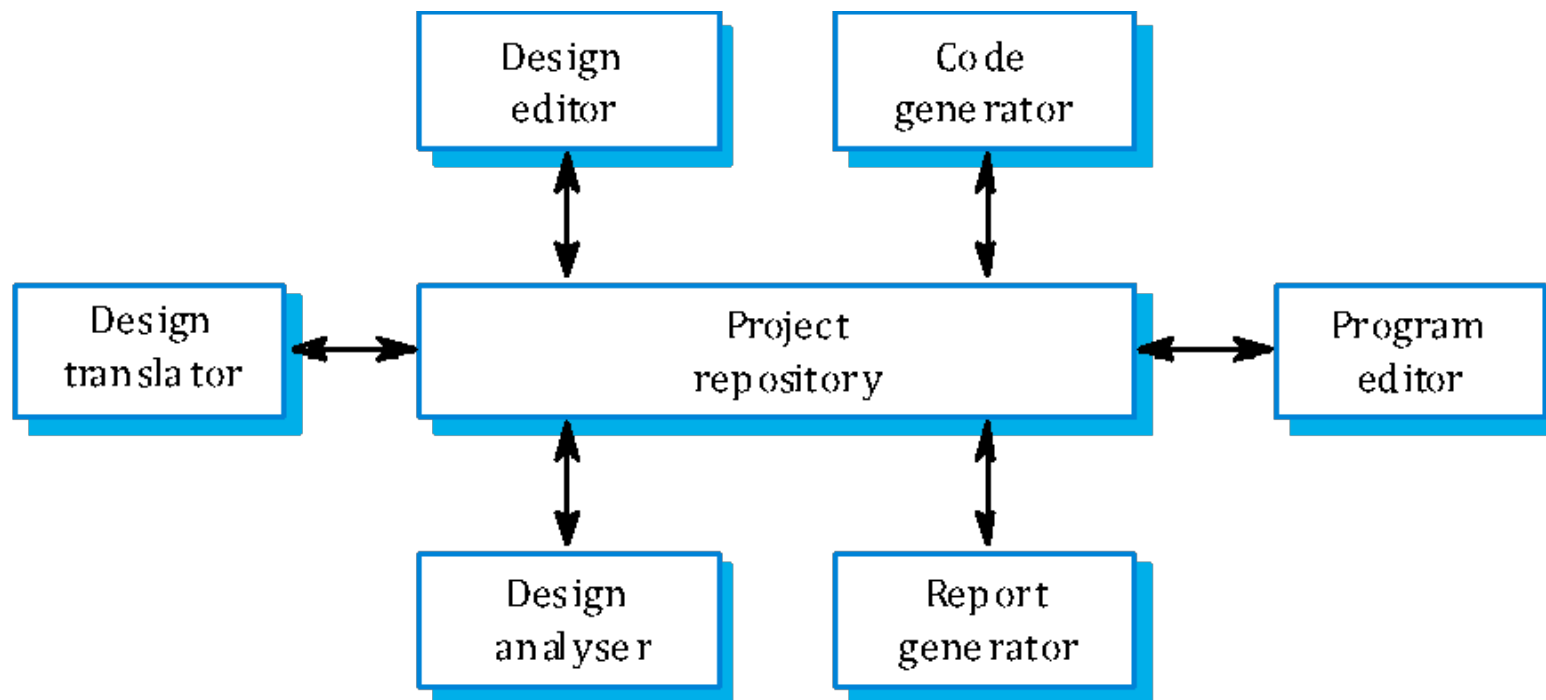 Design
editor
Code
generator
Design
translator
Project
repository
Program
editor
Design
analyser
Report
generator